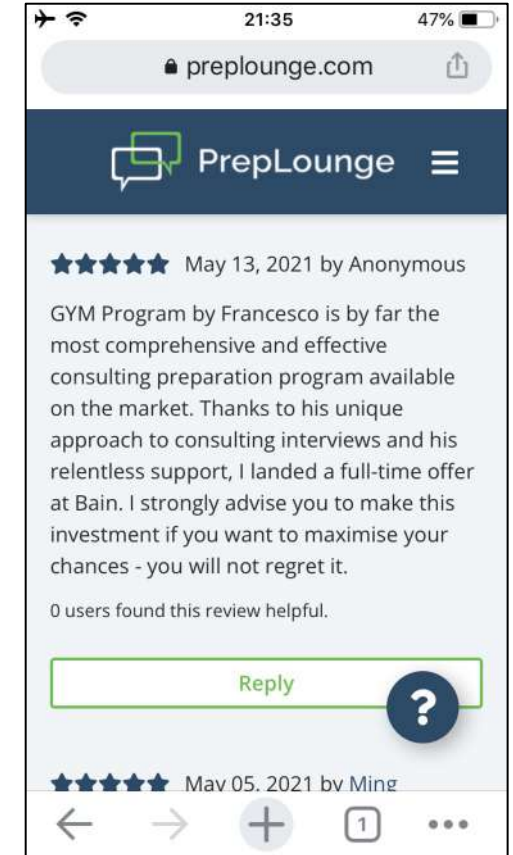 21:35
47%
preplounge.com
PrepLounge
★★★★★ May 13, 2021 by Anonymous
GYM Program by Francesco is by far the
most comprehensive and effective
consulting preparation program available
on the market. Thanks to his unique
approach to consulting interviews and his
relentless support, I landed a full-time offer
at Bain. I strongly advise you to make this
investment if you want to maximise your
chances - you will not regret it.
0 users found this review helpful.
Reply
?
★★★★★ May 05, 2021 by Ming
1